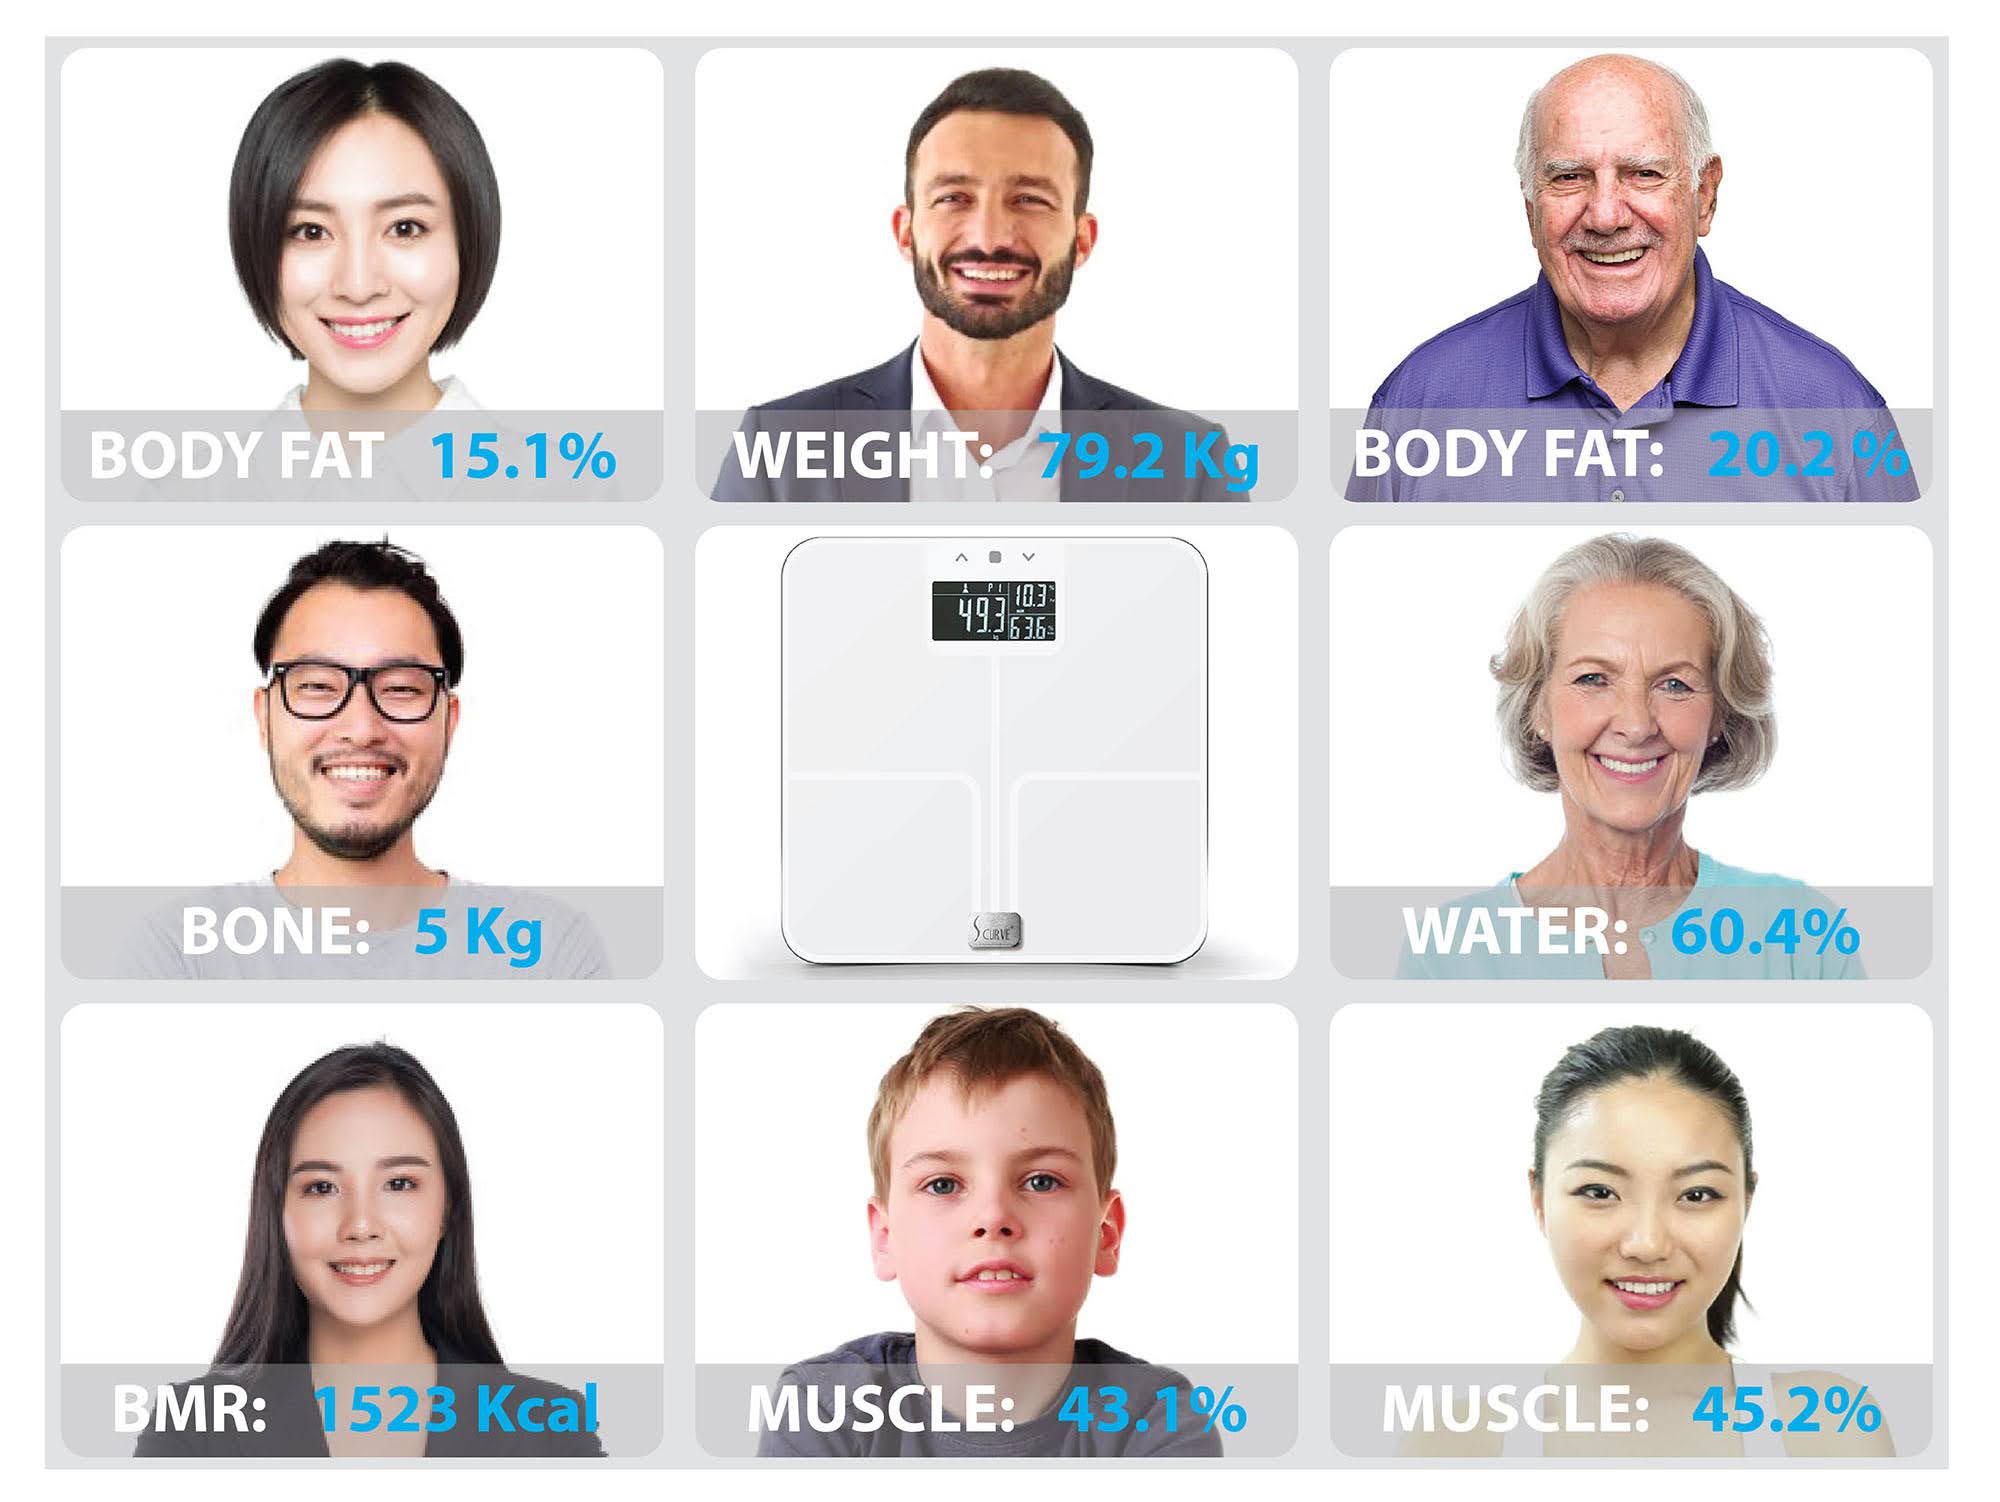 BODY FAT 15.1%
WEIGHT: 79.2 Kg
BODY FAT: 20.2 %
BONE: 5 Kg
P 1
10.3
49.3
kg
63.6
S CURVE
WATER: 60.4%
BMR: 1523 Kcal
MUSCLE: 43.1%
MUSCLE: 45.2%